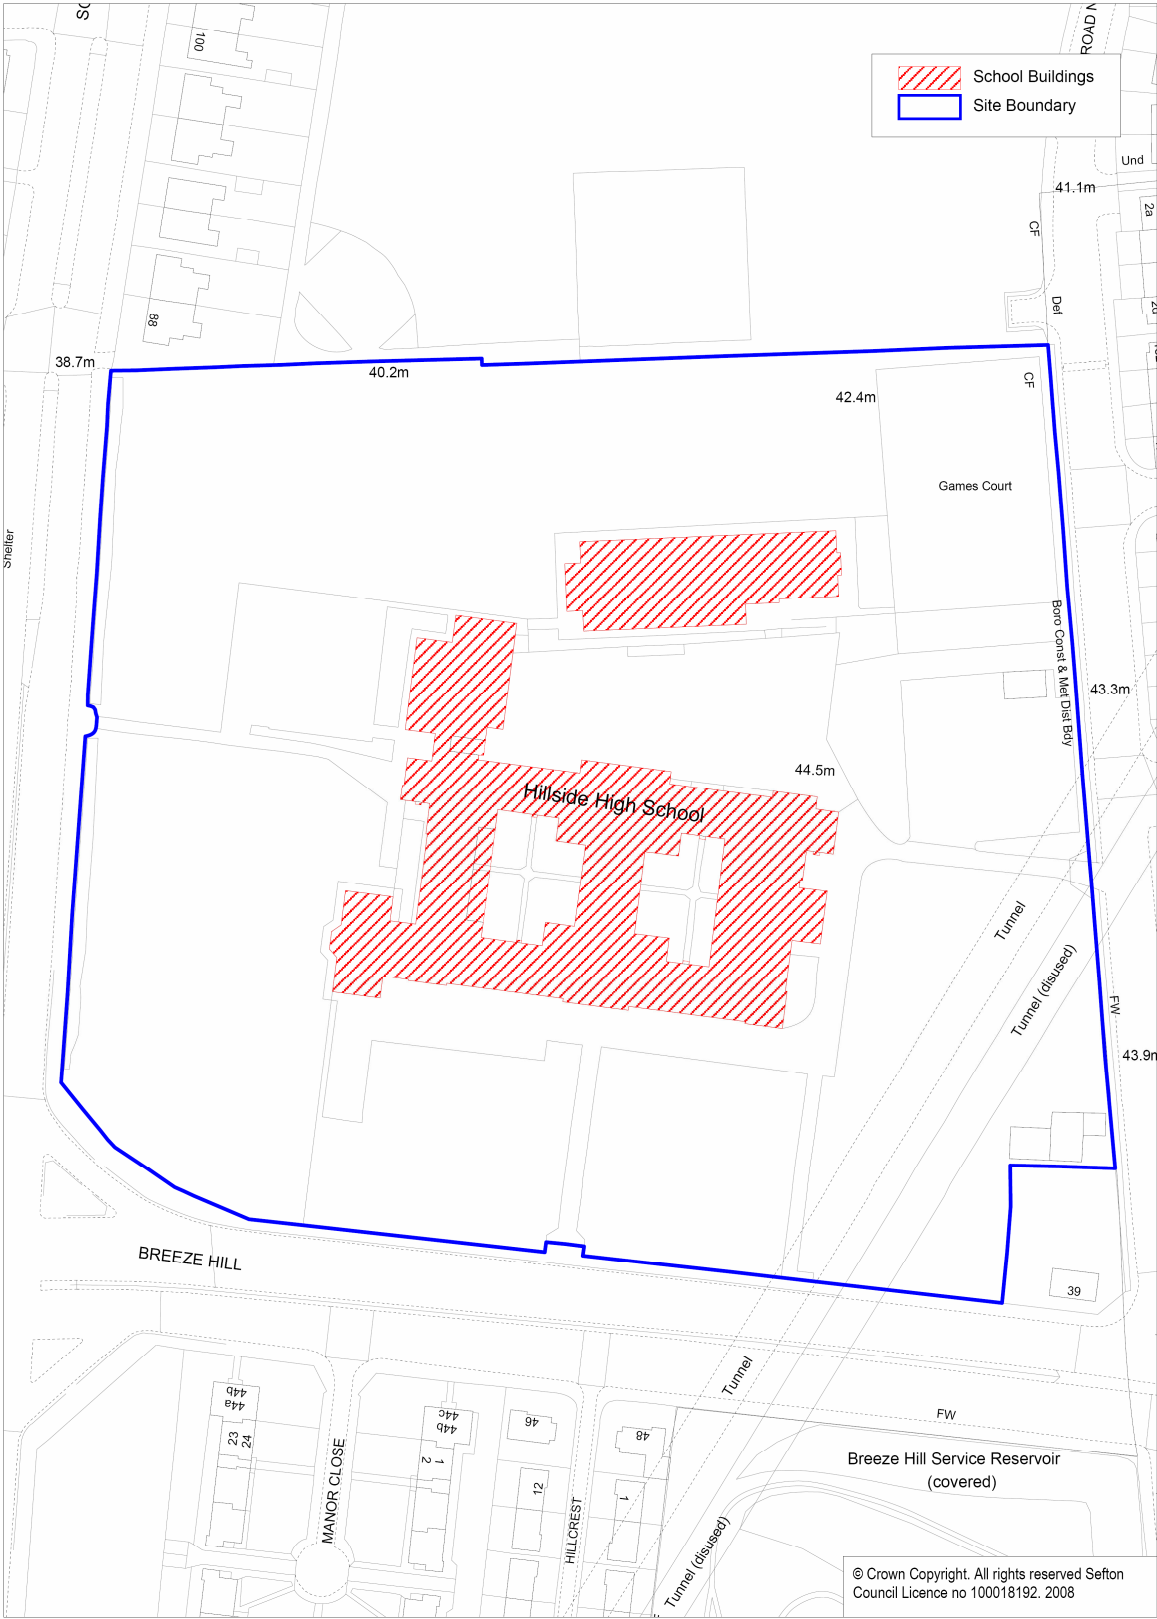 100
School Buildings
Site Boundary
Und
41.1m
2a
CF
Def
88
38.7m
40.2m
42.4m
CF
Games Court
Shelter
Boro Const & Met Dist Bdy
43.3m
44.5m
Hillside High School
Tunnel
Tunnel (disused)
FW
43.9m
BREEZE HILL
39
Tunnel
44b
44a
23
24
44c
44b
1
2
46
48
12
1
FW
MANOR CLOSE
HILLCREST
Breeze Hill Service Reservoir
(covered)
Tunnel (disused)
© Crown Copyright. All rights reserved Sefton
Council Licence no 100018192. 2008